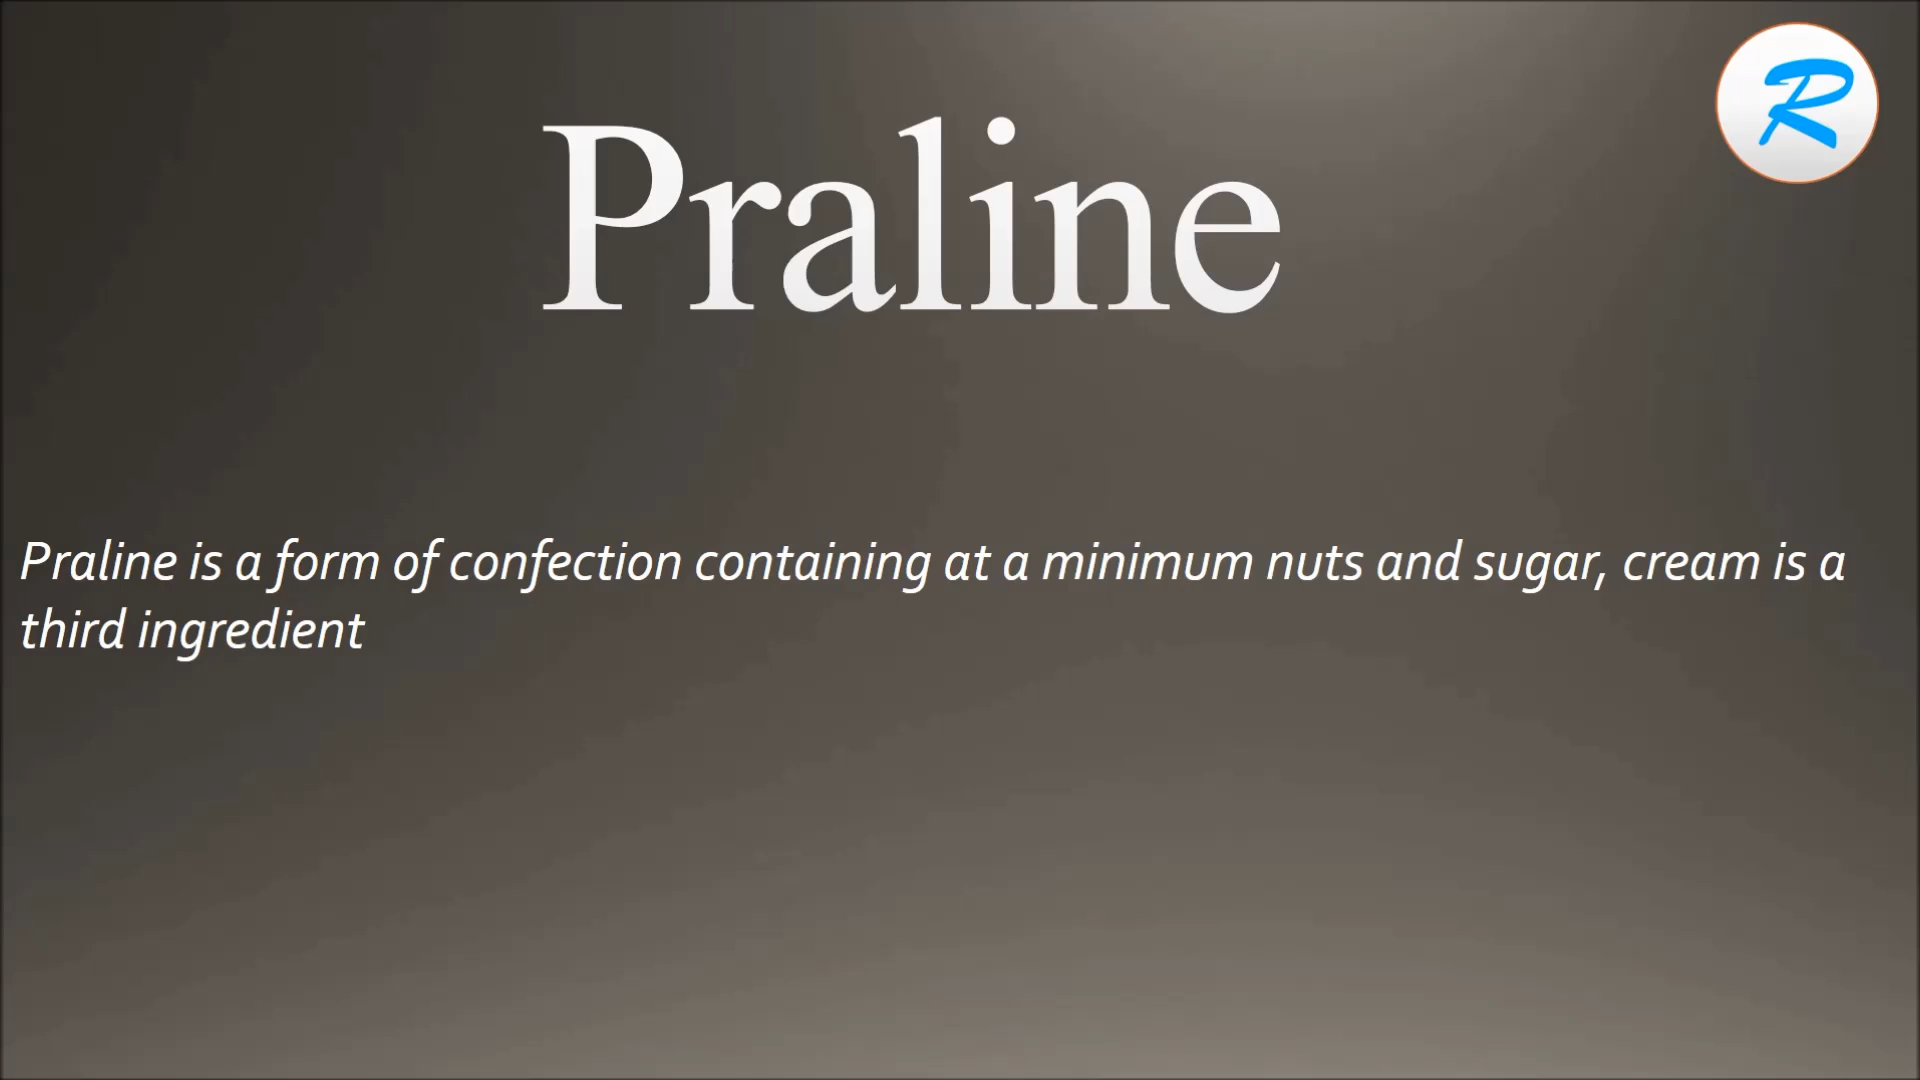 R
Praline
Praline is a form of confection containing at a minimum nuts and sugar, cream is a
third ingredient